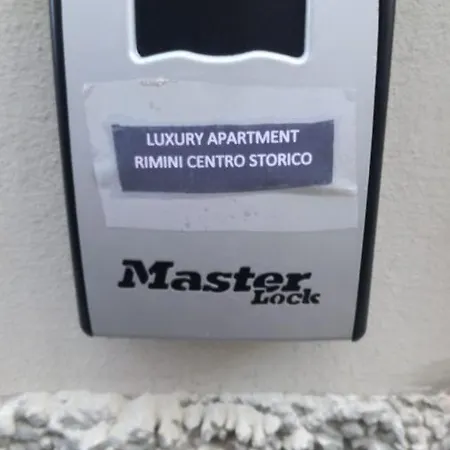 LUXURY APARTMENT
RIMINI CENTRO STORICO
Master
Lock